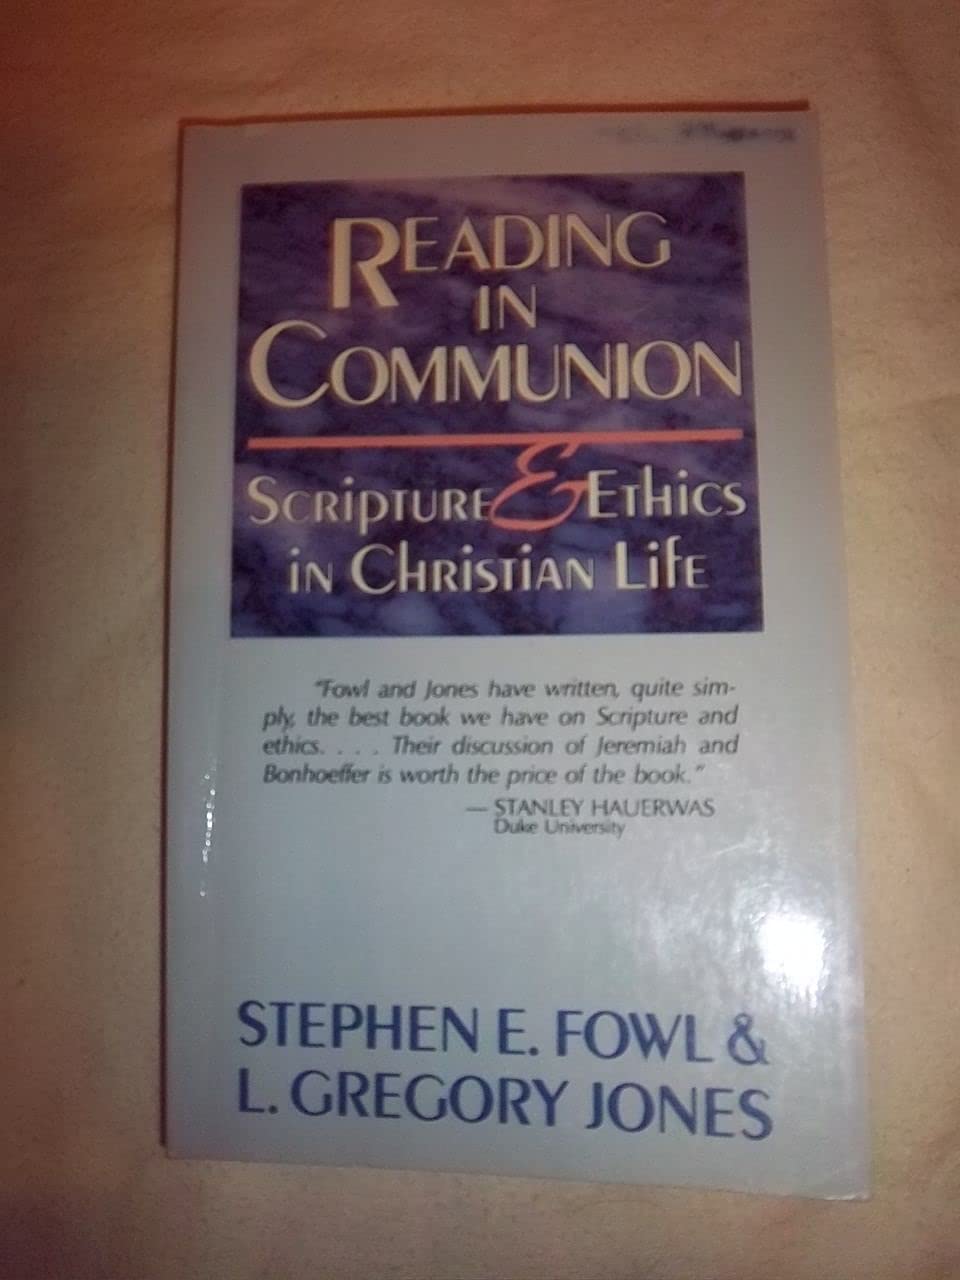 READING
IN
COMMUNION
SCRIPTURE & ETHICS
IN CHRISTIAN LIFE
"Fowl and Jones have written, quite sim-
ply, the best book we have on Scripture and
ethics. . . . Their discussion of Jeremiah and
Bonhoeffer is worth the price of the book."
— STANLEY HAUERWAS
Duke University
STEPHEN E. FOWL &
L. GREGORY JONES